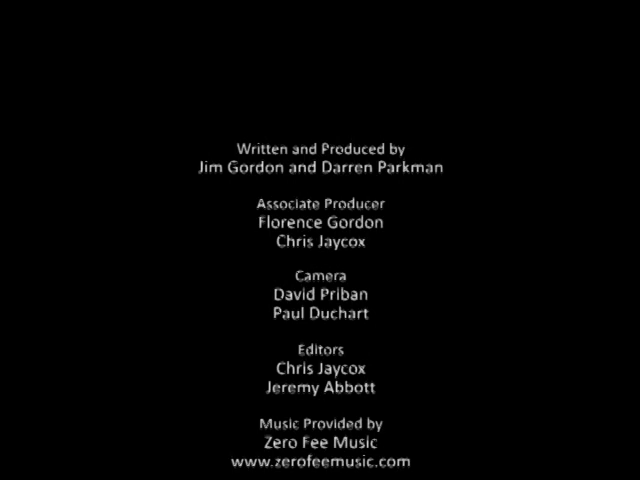 Written and Produced by
Jim Gordon and Darren Parkman
Associate Producer
Florence Gordon
Chris Jaycox
Camera
David Priban
Paul Duchart
Editors
Chris Jaycox
Jeremy Abbott
Music Provided by
Zero Fee Music
www.zerofeemusic.com